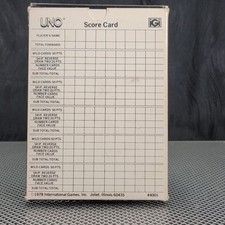 UNO
Score Card
PLAYER'S NAME
TOTAL FORWARD
WILD CARDS-50 PTS.
SKIP, REVERSE
DRAW TWO-20 PTS.
NUMBER CARDS
FACE VALUE
SUB TOTAL/TOTAL
WILD CARDS-50 PTS.
SKIP, REVERSE
DRAW TWO-20 PTS.
NUMBER CARDS
FACE VALUE
SUB TOTAL/TOTAL
WILD CARDS-50 PTS.
SKIP, REVERSE
DRAW TWO-20 PTS.
NUMBER CARDS
FACE VALUE
SUB TOTAL/TOTAL
WILD CARDS-50 PTS.
SKIP, REVERSE
DRAW TWO-20 PTS.
NUMBER CARDS
FACE VALUE
SUB TOTAL/TOTAL
© 1978 International Games, Inc. Joliet, Illinois 60435